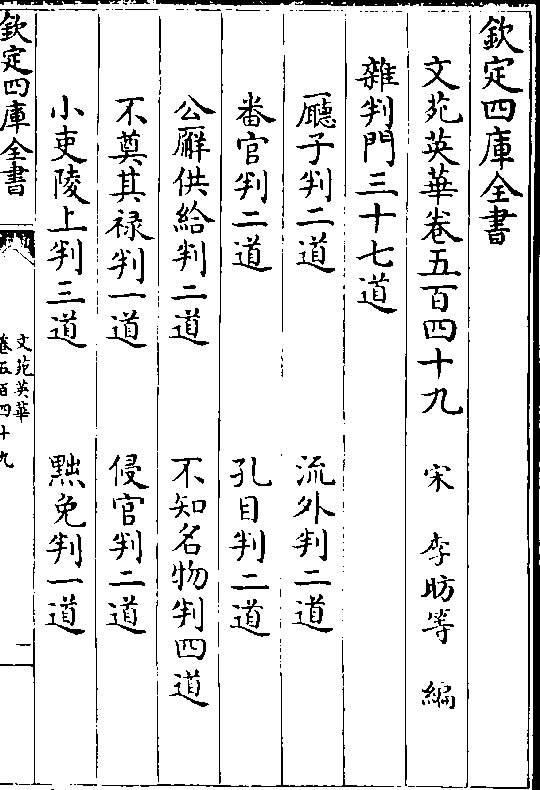 欽定四庫全書
文苑英華卷五百四十九 宋 李昉等 編
雜判門三十七道
㕔子判二道 流外判二道
番官判二道 孔目判二道
公廨供給判二道 不知名物判四道
不奠其祿判一道 侵官判二道
小吏陵上判三道 黜免判一道
欽定四庫全書
文苑英華
卷五百四十九
一